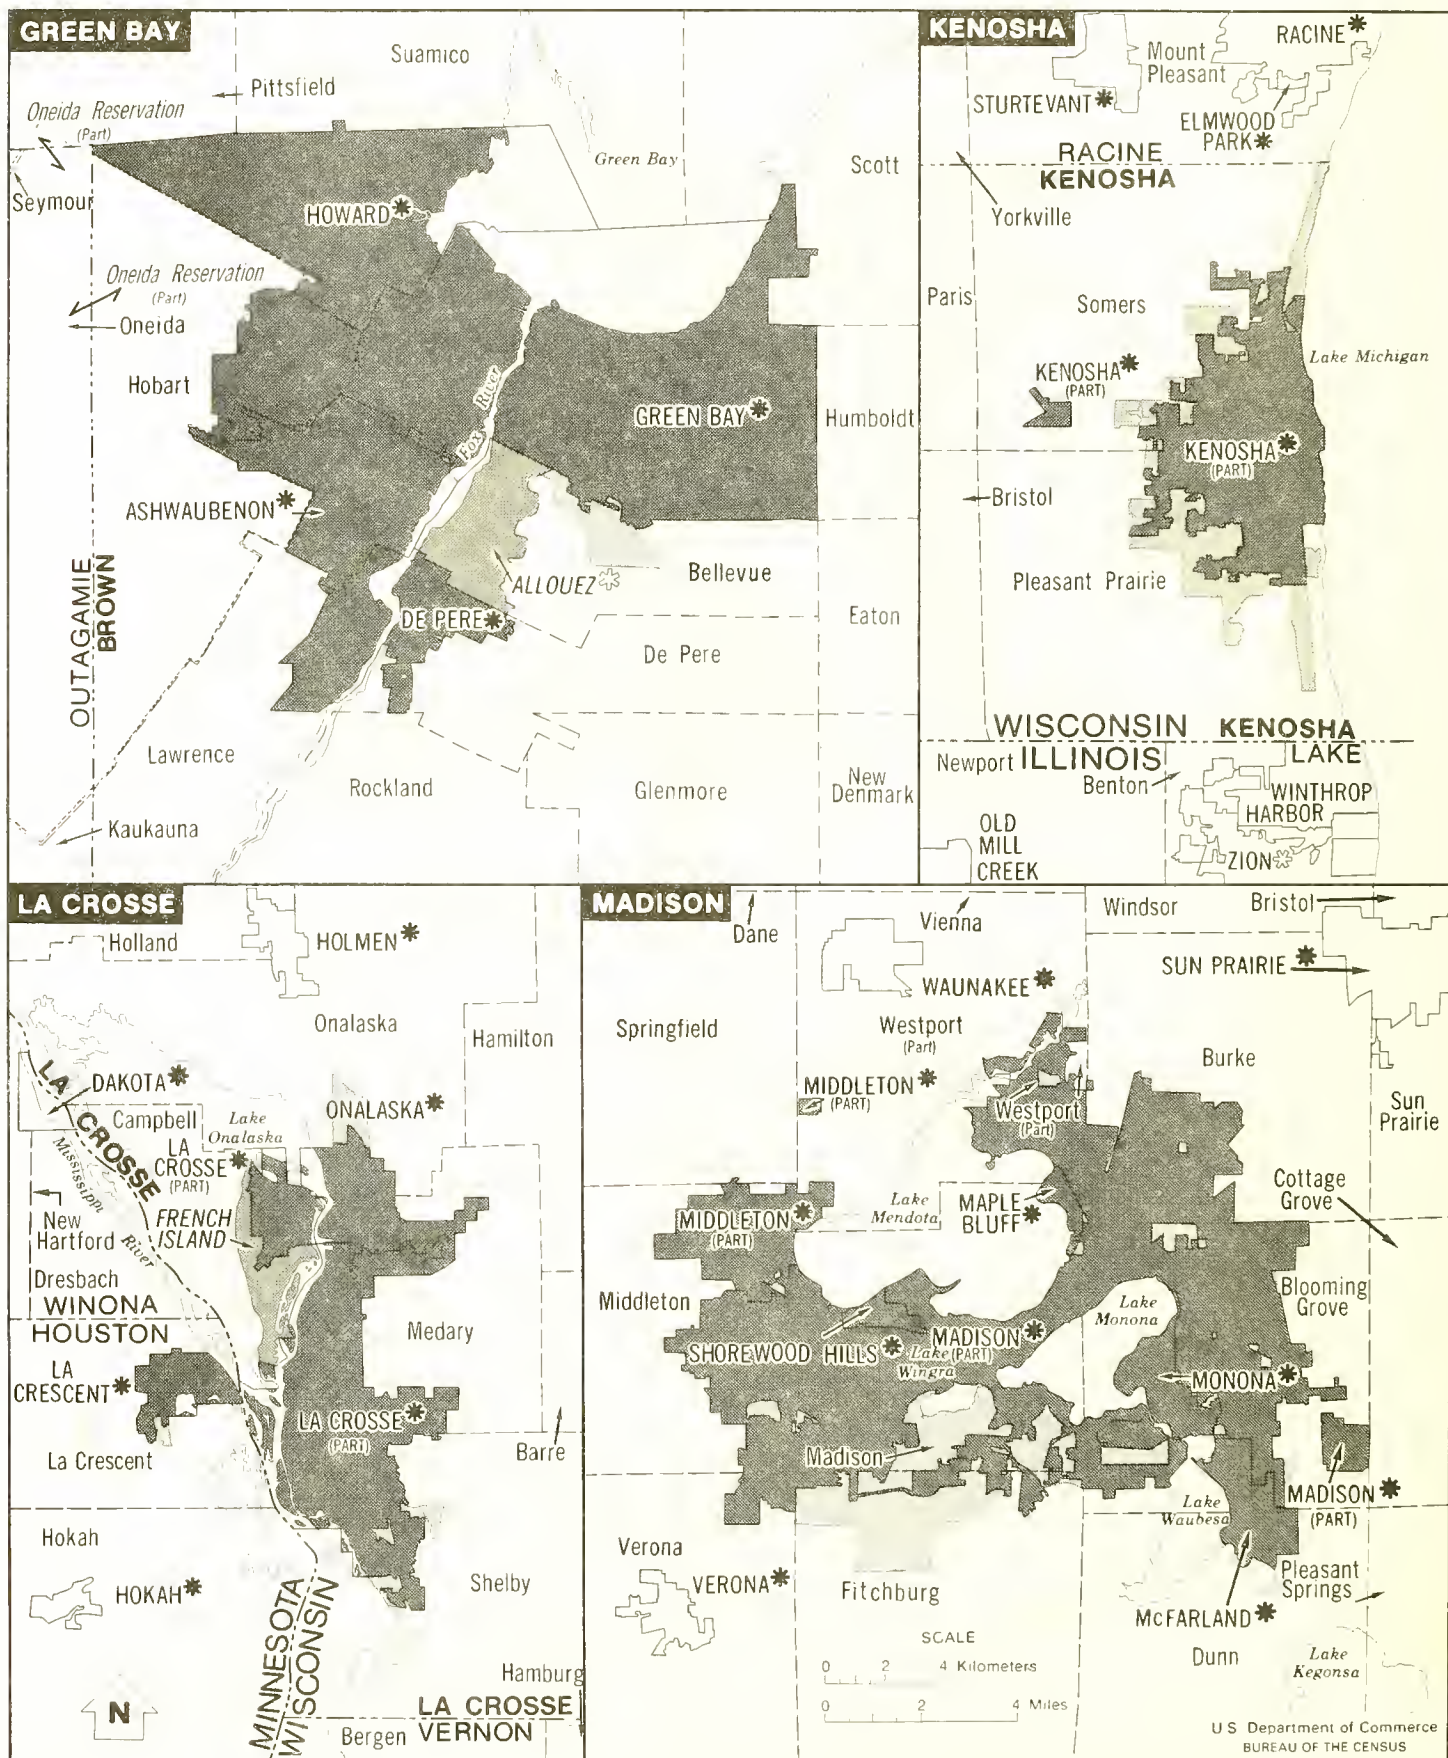 GREEN BAY
Suamico
Pittsfield
Oneida Reservation
(Part)
Green Bay
Scott
Seymour
HOWARD*
Oneida Reservation
(Part)
Oneida
Hobart
Fox River
GREEN BAY*
Humboldt
ASHWAUBENON*
OUTAGAMIE
BROWN
ALLOUEZ*
Bellevue
DE PERE*
Eaton
De Pere
Lawrence
Rockland
Glenmore
New
Denmark
Kaukauna
KENOSHA
RACINE*
Mount
Pleasant
STURTEVANT*
ELMWOOD
PARK*
RACINE
KENOSHA
Yorkville
Paris
Somers
Lake Michigan
KENOSHA*
(PART)
KENOSHA*
(PART)
Bristol
Pleasant Prairie
WISCONSIN KENOSHA
ILLINOIS LAKE
Newport
Benton
WINTHROP
HARBOR
OLD
MILL
CREEK
ZION*
LA CROSSE
Holland
HOLMEN*
Onalaska
Hamilton
LA CROSSE
DAKOTA*
Campbell
Lake
Onalaska
ONALASKA*
LA
CROSSE*
(PART)
Mississippi River
New
Hartford
FRENCH
ISLAND
Dresbach
WINONA
HOUSTON
Medary
LA
CRESCENT*
LA CROSSE*
(PART)
La Crescent
Barre
Hokah
HOKAH*
Shelby
MINNESOTA
WISCONSIN
Hamburg
N
LA CROSSE
Bergen VERNON
MADISON
Dane
Vienna
Windsor
Bristol
WAUNAKEE*
SUN PRAIRIE*
Springfield
Westport
(Part)
Burke
MIDDLETON*
(PART)
Westport
(Part)
Sun
Prairie
Cottage
Grove
MIDDLETON*
(PART)
Lake
Mendota
MAPLE
BLUFF*
Middleton
Lake
Monona
Blooming
Grove
SHOREWOOD HILLS*
MADISON*
(PART)
Lake
Wingra
MONONA*
Madison
MADISON*
(PART)
Lake
Waubesa
Verona
VERONA*
Fitchburg
Pleasant
Springs
McFARLAND*
Dunn
Lake
Kegonsa
SCALE
0 2 4 Kilometers
0 2 4 Miles
U S Department of Commerce
BUREAU OF THE CENSUS